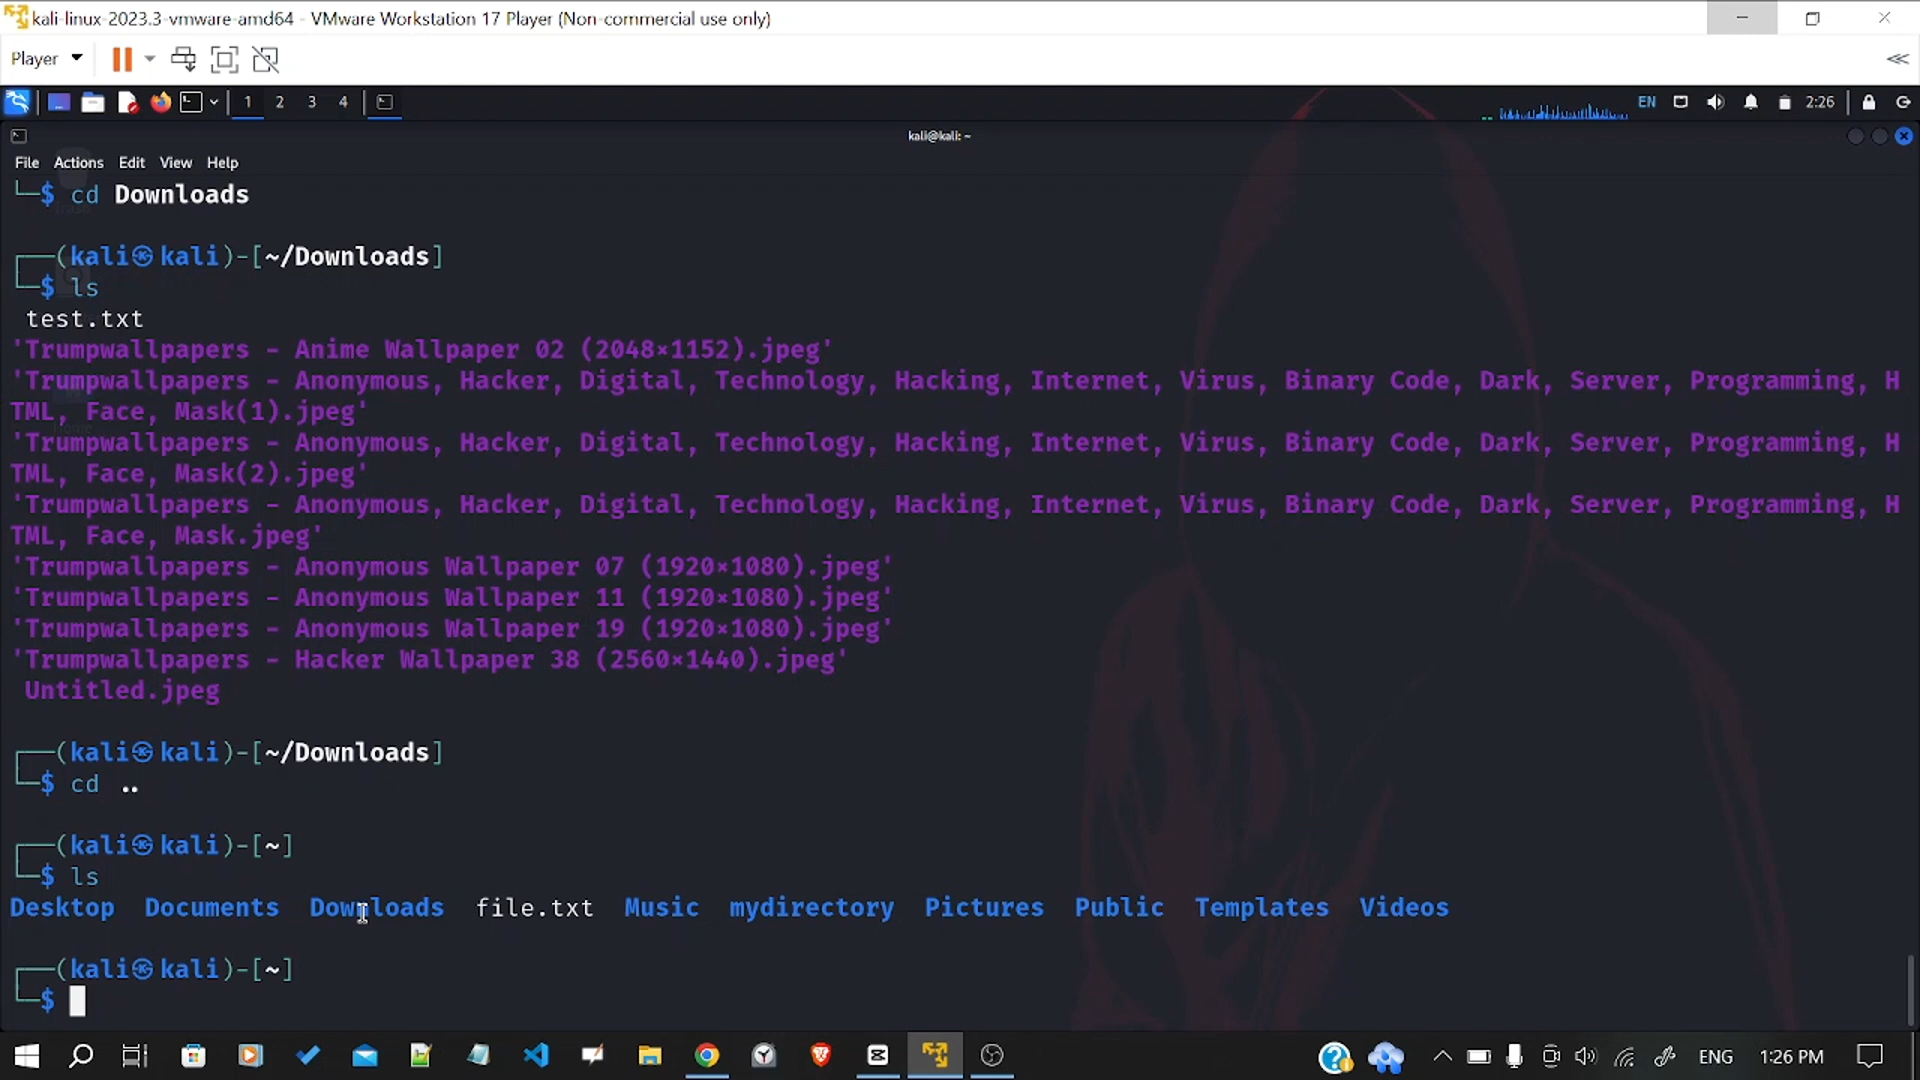 kali-linux-2023.3-vmware-amd64 - VMware Workstation 17 Player (Non-commercial use only)
Player
1 2 3 4 EN 2:26
kali@kali: ~
File Actions Edit View Help
└─$ cd Downloads
┌──(kali㉿kali)-[~/Downloads]
└─$ ls
test.txt
'Trumpwallpapers - Anime Wallpaper 02 (2048×1152).jpeg'
'Trumpwallpapers - Anonymous, Hacker, Digital, Technology, Hacking, Internet, Virus, Binary Code, Dark, Server, Programming, H
TML, Face, Mask(1).jpeg'
'Trumpwallpapers - Anonymous, Hacker, Digital, Technology, Hacking, Internet, Virus, Binary Code, Dark, Server, Programming, H
TML, Face, Mask(2).jpeg'
'Trumpwallpapers - Anonymous, Hacker, Digital, Technology, Hacking, Internet, Virus, Binary Code, Dark, Server, Programming, H
TML, Face, Mask.jpeg'
'Trumpwallpapers - Anonymous Wallpaper 07 (1920×1080).jpeg'
'Trumpwallpapers - Anonymous Wallpaper 11 (1920×1080).jpeg'
'Trumpwallpapers - Anonymous Wallpaper 19 (1920×1080).jpeg'
'Trumpwallpapers - Hacker Wallpaper 38 (2560×1440).jpeg'
Untitled.jpeg
┌──(kali㉿kali)-[~/Downloads]
└─$ cd ..
┌──(kali㉿kali)-[~]
└─$ ls
Desktop Documents Downloads file.txt Music mydirectory Pictures Public Templates Videos
┌──(kali㉿kali)-[~]
└─$
ENG 1:26 PM